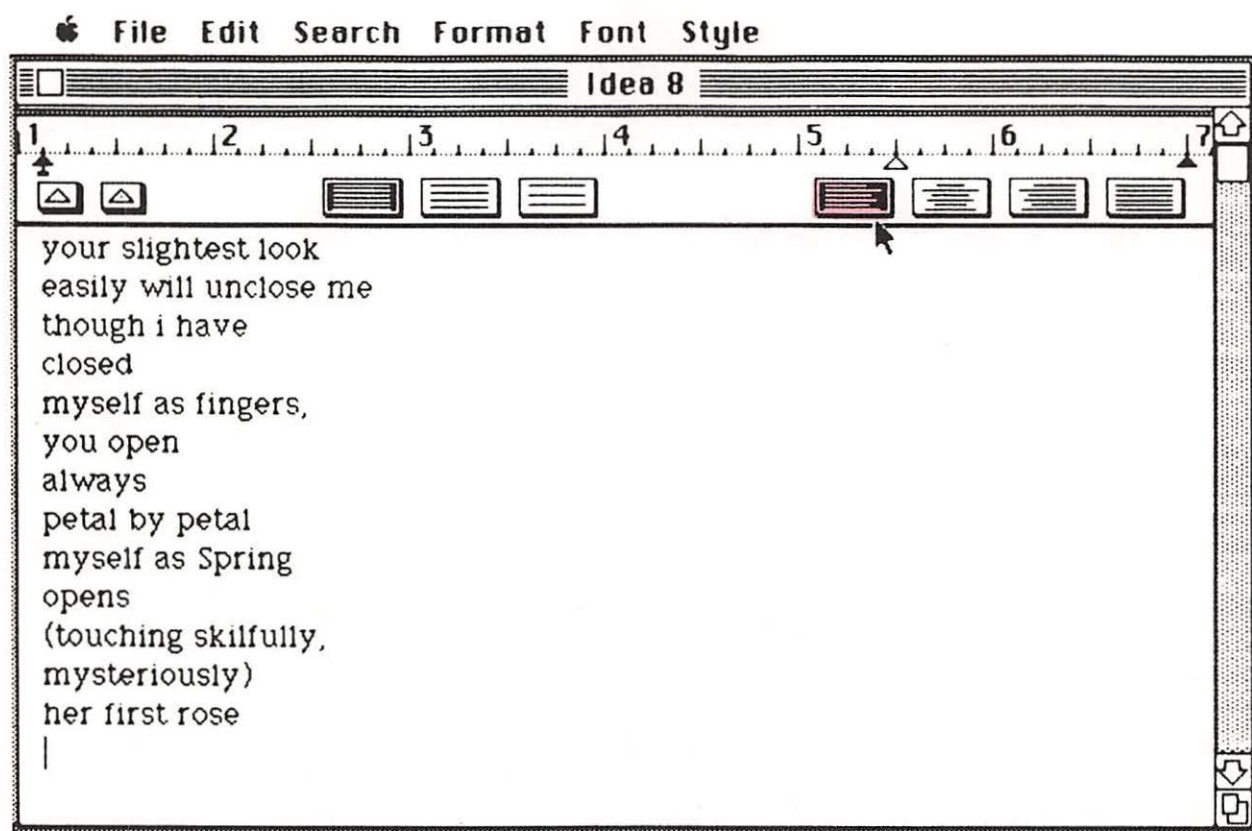 File Edit Search Format Font Style
Idea 8
1 2 3 4 5 6 7
your slightest look
easily will unclose me
though i have
closed
myself as fingers,
you open
always
petal by petal
myself as Spring
opens
(touching skilfully,
mysteriously)
her first rose